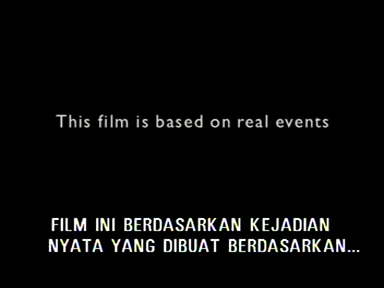 This film is based on real events
FILM INI BERDASARKAN KEJADIAN
NYATA YANG DIBUAT BERDASARKAN...